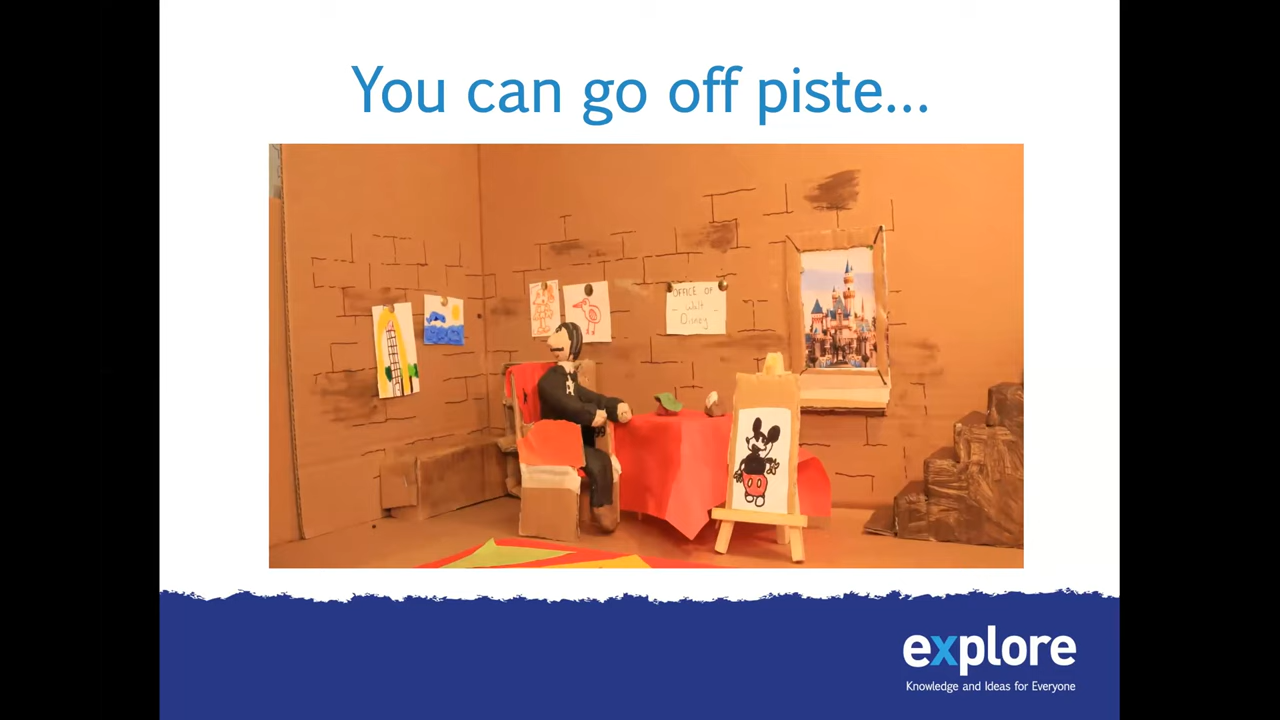 You can go off piste...
OFFICE OF
- Walt -
Disney
explore
Knowledge and Ideas for Everyone